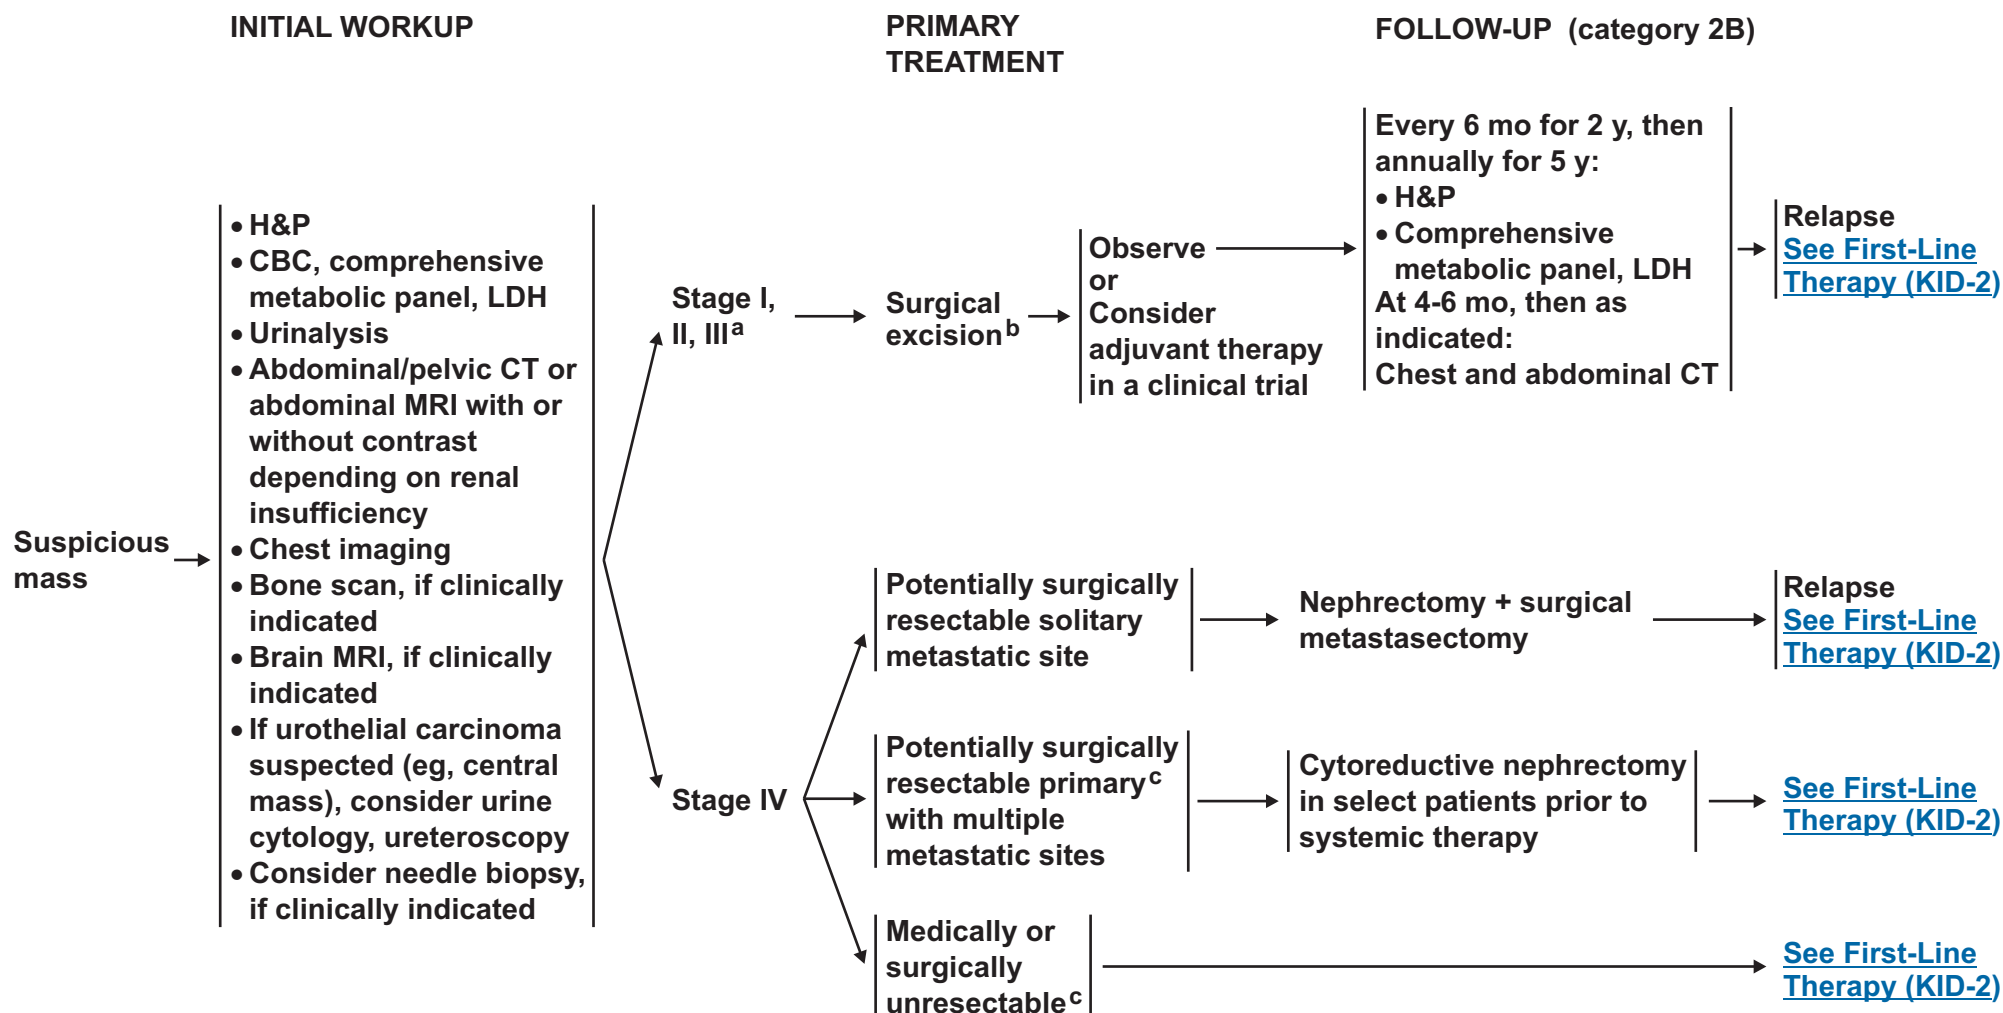 INITIAL WORKUP
PRIMARY
TREATMENT
FOLLOW-UP (category 2B)
Suspicious
mass
• H&P
• CBC, comprehensive
metabolic panel, LDH
• Urinalysis
• Abdominal/pelvic CT or
abdominal MRI with or
without contrast
depending on renal
insufficiency
• Chest imaging
• Bone scan, if clinically
indicated
• Brain MRI, if clinically
indicated
• If urothelial carcinoma
suspected (eg, central
mass), consider urine
cytology, ureteroscopy
• Consider needle biopsy,
if clinically indicated
Stage I,
II, III a
Surgical
excision b
Observe
or
Consider
adjuvant therapy
in a clinical trial
Every 6 mo for 2 y, then
annually for 5 y:
• H&P
• Comprehensive
metabolic panel, LDH
At 4-6 mo, then as
indicated:
Chest and abdominal CT
Relapse
See First-Line
Therapy (KID-2)
Stage IV
Potentially surgically
resectable solitary
metastatic site
Nephrectomy + surgical
metastasectomy
Relapse
See First-Line
Therapy (KID-2)
Potentially surgically
resectable primary c
with multiple
metastatic sites
Cytoreductive nephrectomy
in select patients prior to
systemic therapy
See First-Line
Therapy (KID-2)
Medically or
surgically
unresectable c
See First-Line
Therapy (KID-2)